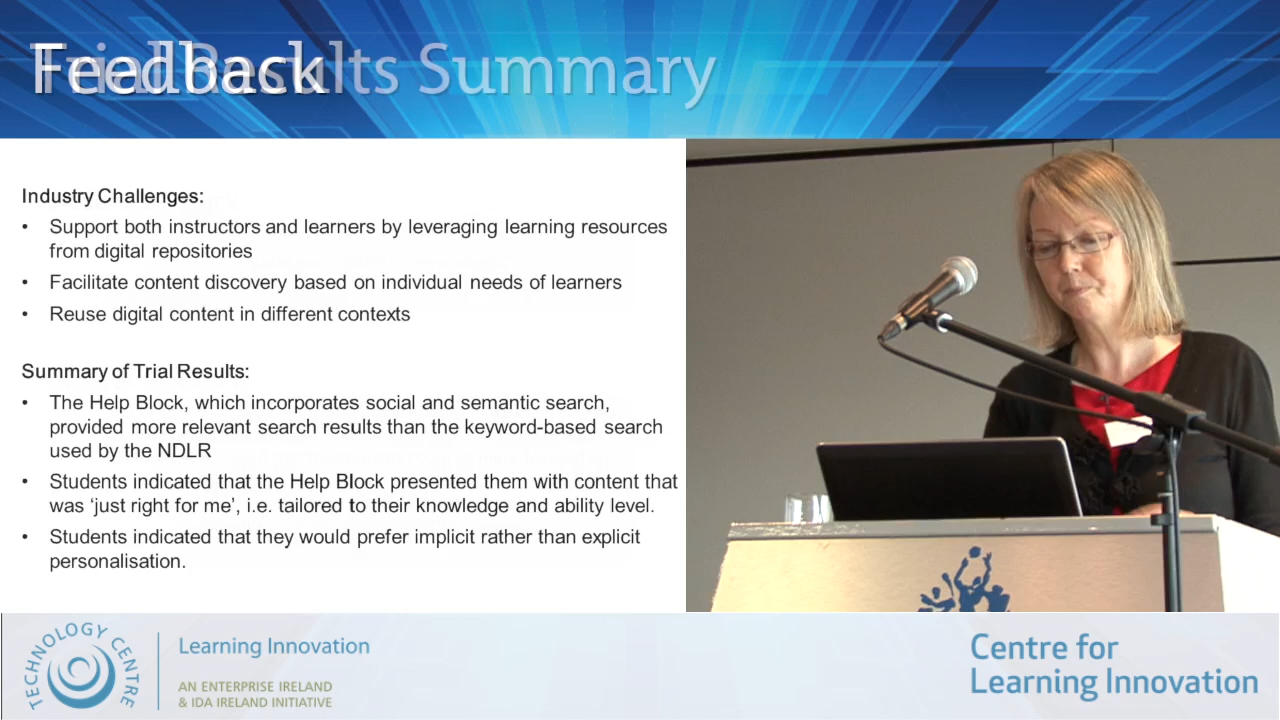 Feedback
Trial Results Summary
Industry Challenges:
• Support both instructors and learners by leveraging learning resources
from digital repositories
• Facilitate content discovery based on individual needs of learners
• Reuse digital content in different contexts
Summary of Trial Results:
• The Help Block, which incorporates social and semantic search,
provided more relevant search results than the keyword-based search
used by the NDLR
• Students indicated that the Help Block presented them with content that
was ‘just right for me’, i.e. tailored to their knowledge and ability level.
• Students indicated that they would prefer implicit rather than explicit
personalisation.
TECHNOLOGY CENTRE
Learning Innovation
AN ENTERPRISE IRELAND
& IDA IRELAND INITIATIVE
Centre for
Learning Innovation